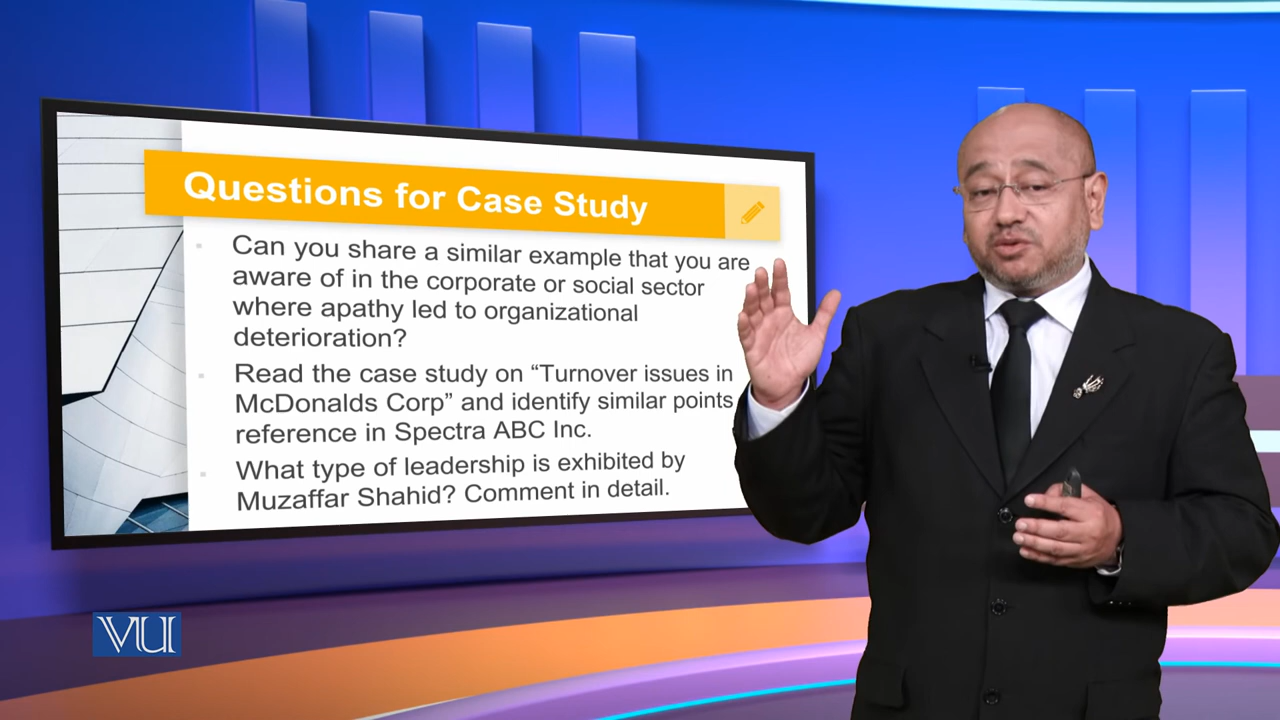 Questions for Case Study
Can you share a similar example that you are
aware of in the corporate or social sector
where apathy led to organizational
deterioration?
Read the case study on “Turnover issues in
McDonalds Corp” and identify similar points
reference in Spectra ABC Inc.
What type of leadership is exhibited by
Muzaffar Shahid? Comment in detail.
VU